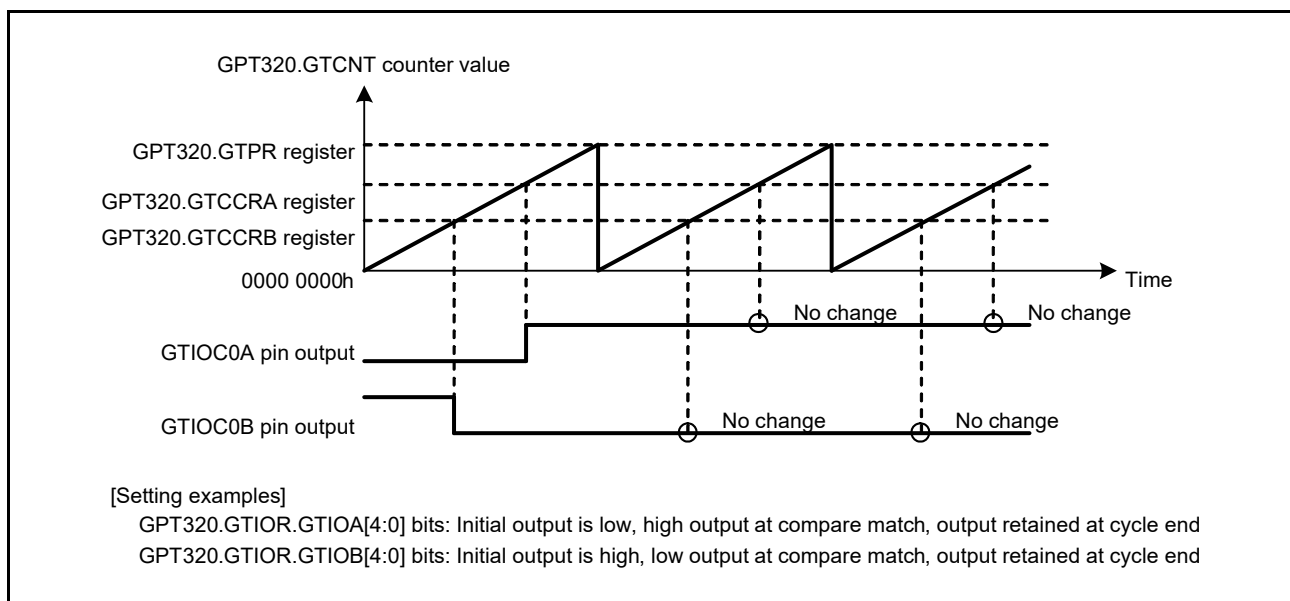 GPT320.GTCNT counter value
GPT320.GTPR register
GPT320.GTCCRA register
GPT320.GTCCRB register
0000 0000h
Time
No change
No change
GTIOC0A pin output
No change
No change
GTIOC0B pin output
[Setting examples]
GPT320.GTIOR.GTIOA[4:0] bits: Initial output is low, high output at compare match, output retained at cycle end
GPT320.GTIOR.GTIOB[4:0] bits: Initial output is high, low output at compare match, output retained at cycle end